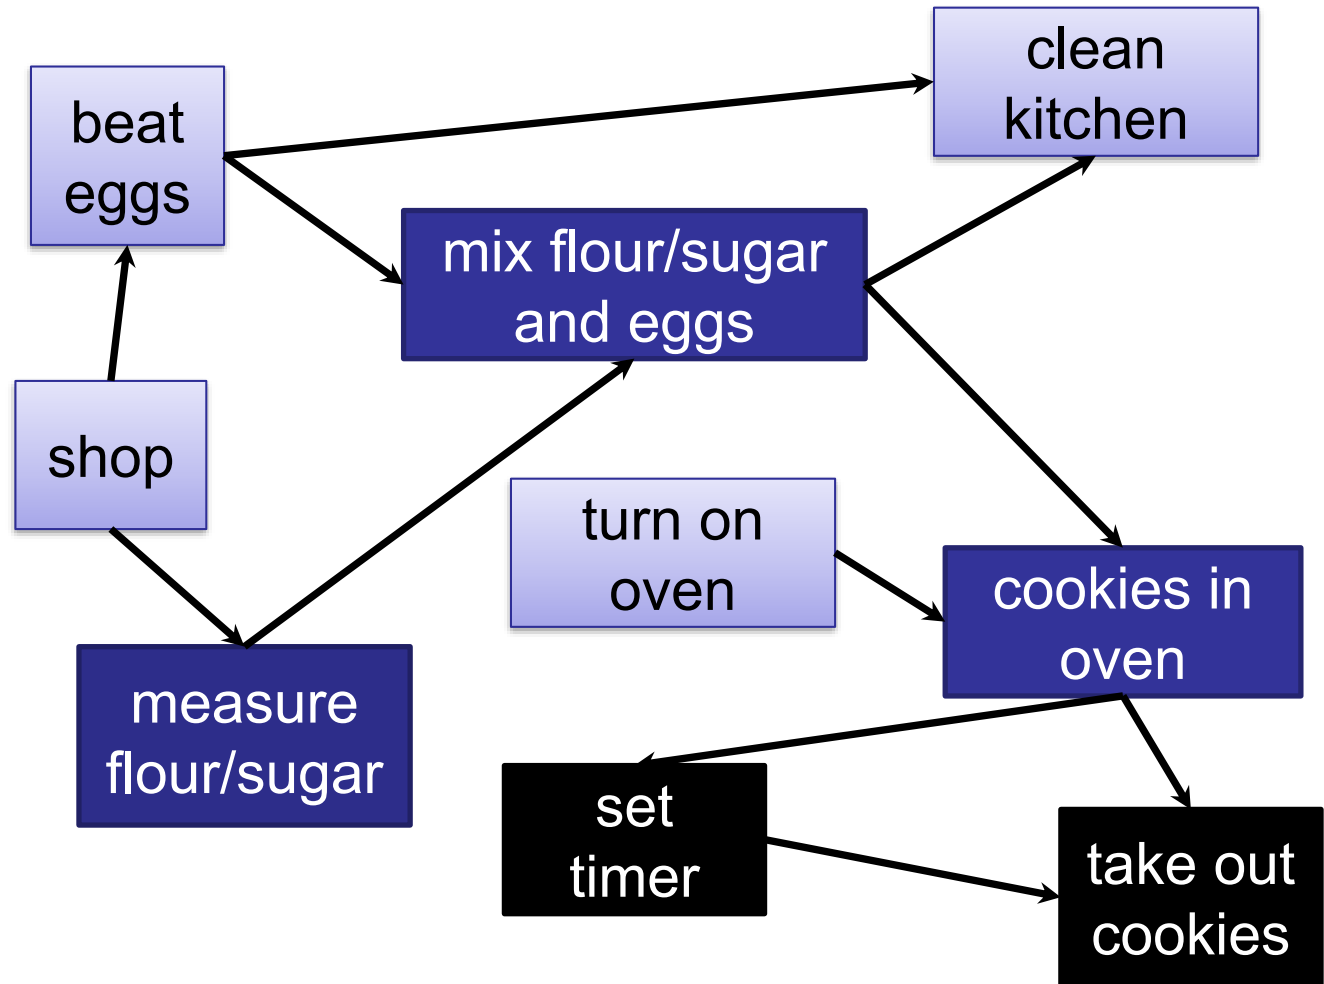 beat
eggs
clean
kitchen
mix flour/sugar
and eggs
shop
turn on
oven
cookies in
oven
measure
flour/sugar
set
timer
take out
cookies